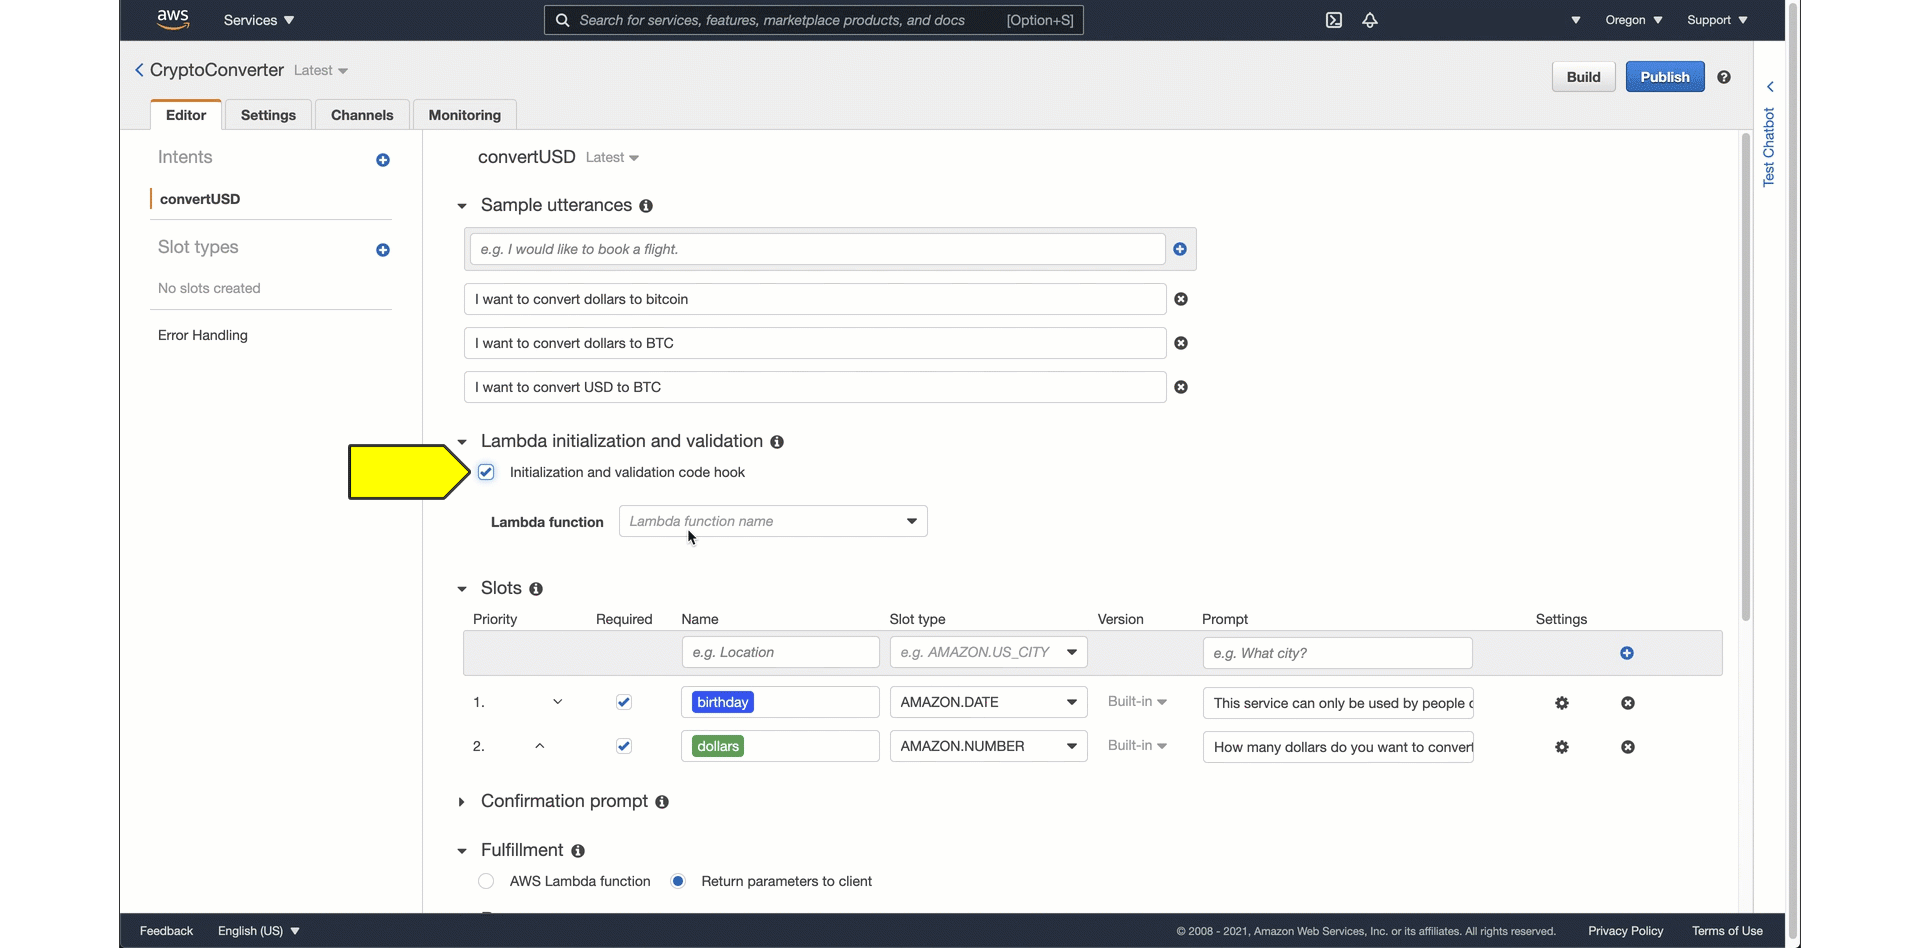 aws Services Search for services, features, marketplace products, and docs [Option+S] Oregon Support
CryptoConverter Latest
Build Publish
Editor Settings Channels Monitoring
Test Chatbot
Intents
convertUSD
Slot types
No slots created
Error Handling
convertUSD Latest
Sample utterances
e.g. I would like to book a flight.
I want to convert dollars to bitcoin
I want to convert dollars to BTC
I want to convert USD to BTC
Lambda initialization and validation
Initialization and validation code hook
Lambda function Lambda function name
Slots
Priority Required Name Slot type Version Prompt Settings
e.g. Location e.g. AMAZON.US_CITY e.g. What city?
1. birthday AMAZON.DATE Built-in This service can only be used by people
2. dollars AMAZON.NUMBER Built-in How many dollars do you want to convert
Confirmation prompt
Fulfillment
AWS Lambda function Return parameters to client
Feedback English (US) © 2008 - 2021, Amazon Web Services, Inc. or its affiliates. All rights reserved. Privacy Policy Terms of Use